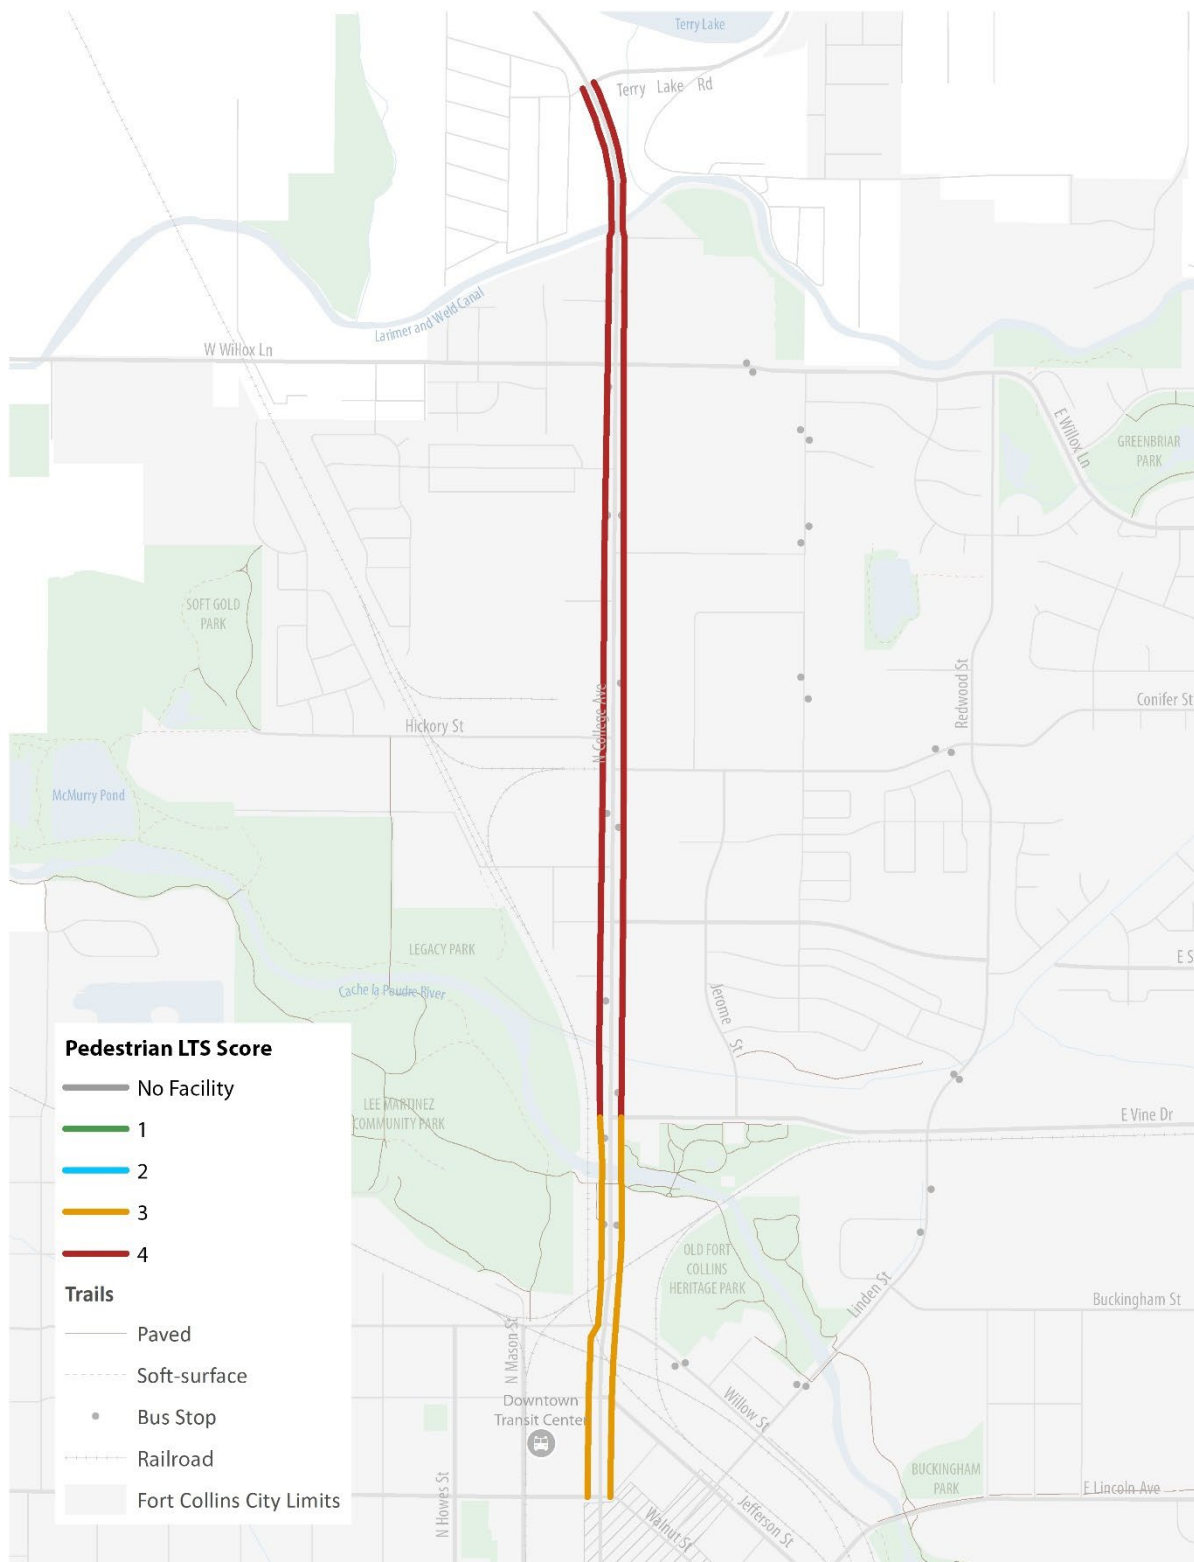 Terry Lake
Terry Lake Rd
Larimer and Weld Canal
W Willox Ln
E Willox Ln
GREENBRIAR
PARK
SOFT GOLD
PARK
Redwood St
Conifer St
N College Ave
Hickory St
McMurry Pond
LEGACY PARK
E S
Cache la Poudre River
Jerome St
Pedestrian LTS Score
No Facility
1
2
3
4
Trails
Paved
Soft-surface
Bus Stop
Railroad
Fort Collins City Limits
LEE MARTINEZ
COMMUNITY PARK
E Vine Dr
OLD FORT
COLLINS
HERITAGE PARK
Linden St
Buckingham St
N Mason St
Downtown
Transit Center
Willow St
N Howes St
BUCKINGHAM
PARK
E Lincoln Ave
Jefferson St
Walnut St